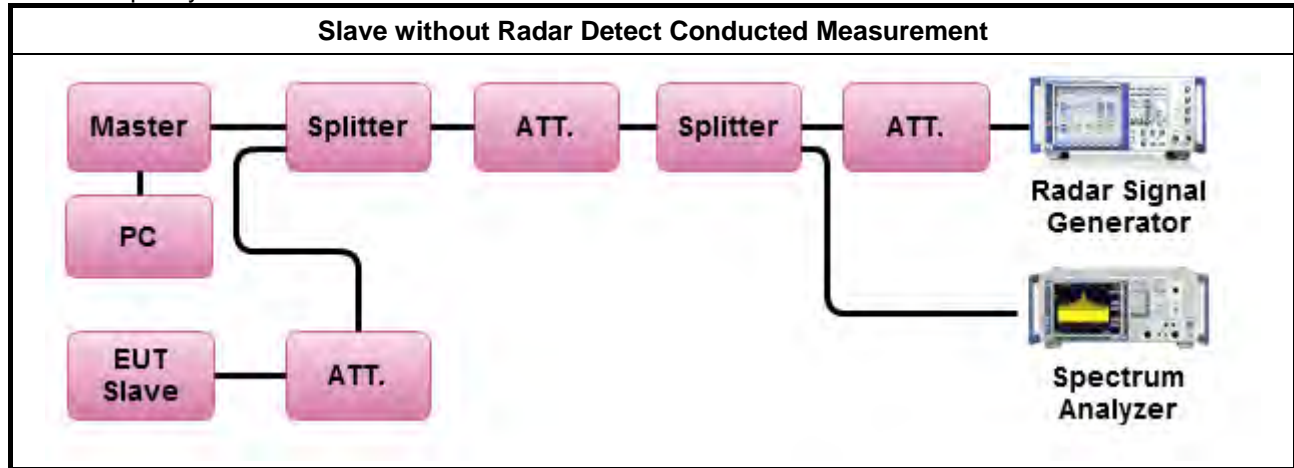 Slave without Radar Detect Conducted Measurement
Master
Splitter
ATT.
Splitter
ATT.
Radar Signal
Generator
PC
EUT
Slave
ATT.
Spectrum
Analyzer